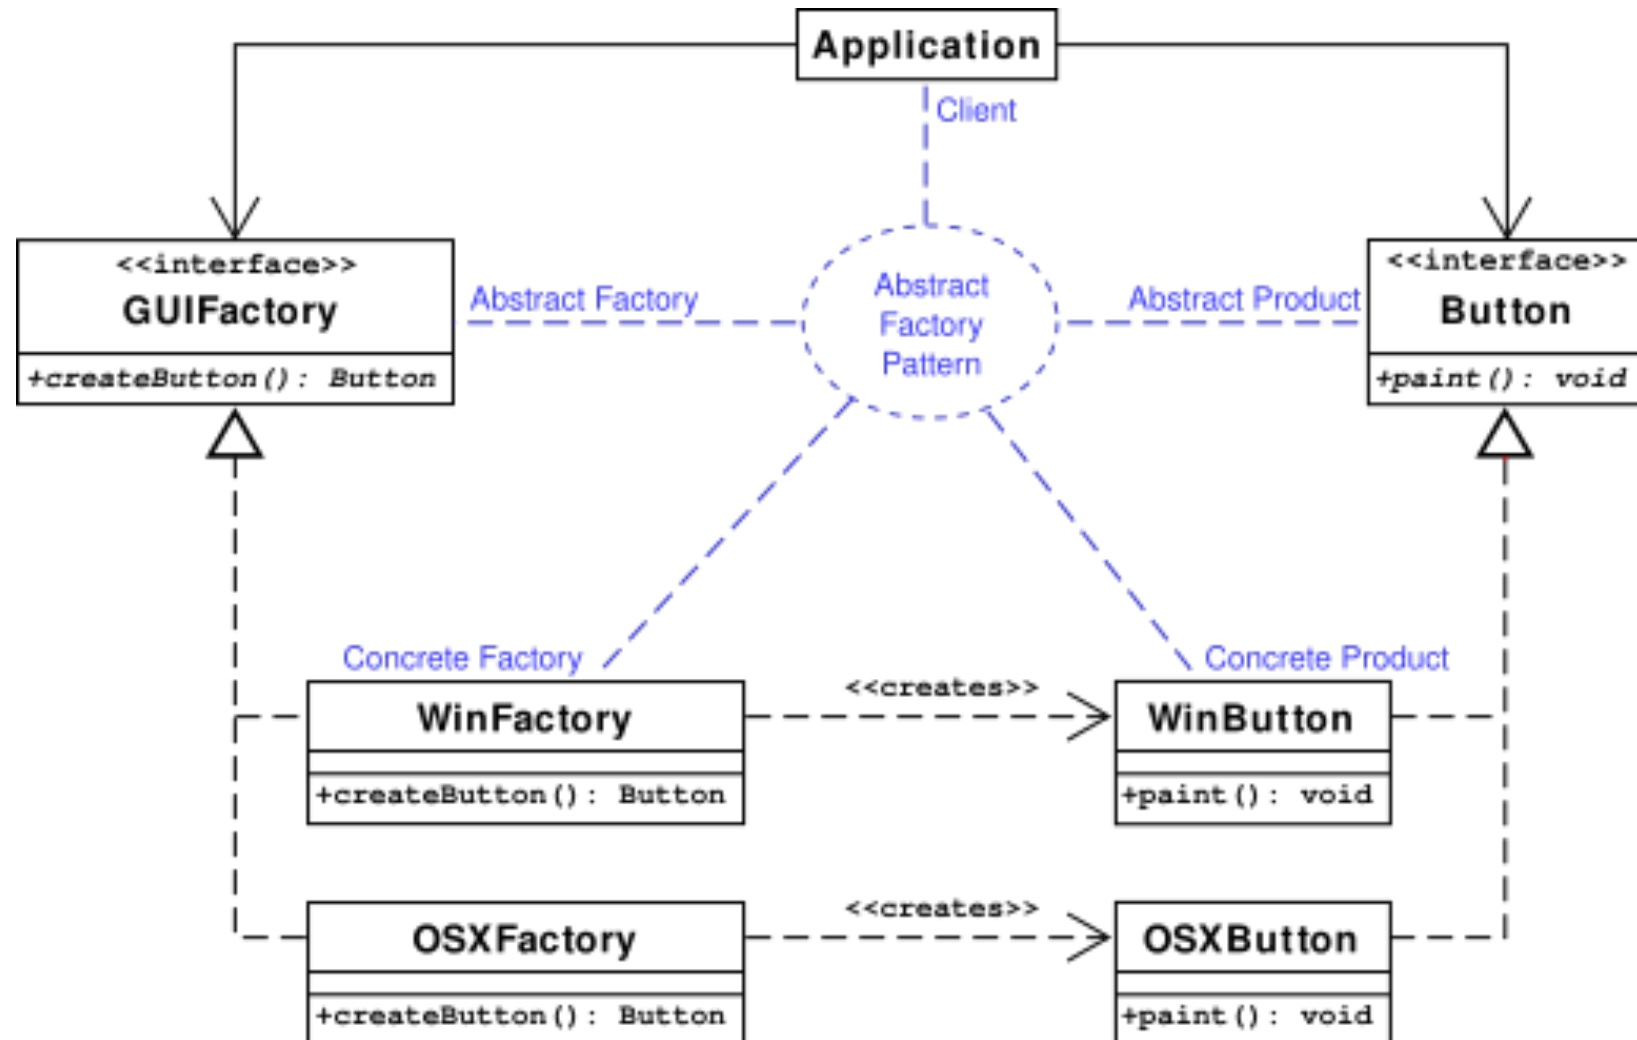 Application
Client
<<interface>>
GUIFactory
+createButton(): Button
Abstract Factory
Abstract
Factory
Pattern
Abstract Product
<<interface>>
Button
+paint(): void
Concrete Factory
Concrete Product
WinFactory
+createButton(): Button
<<creates>>
WinButton
+paint(): void
OSXFactory
+createButton(): Button
<<creates>>
OSXButton
+paint(): void